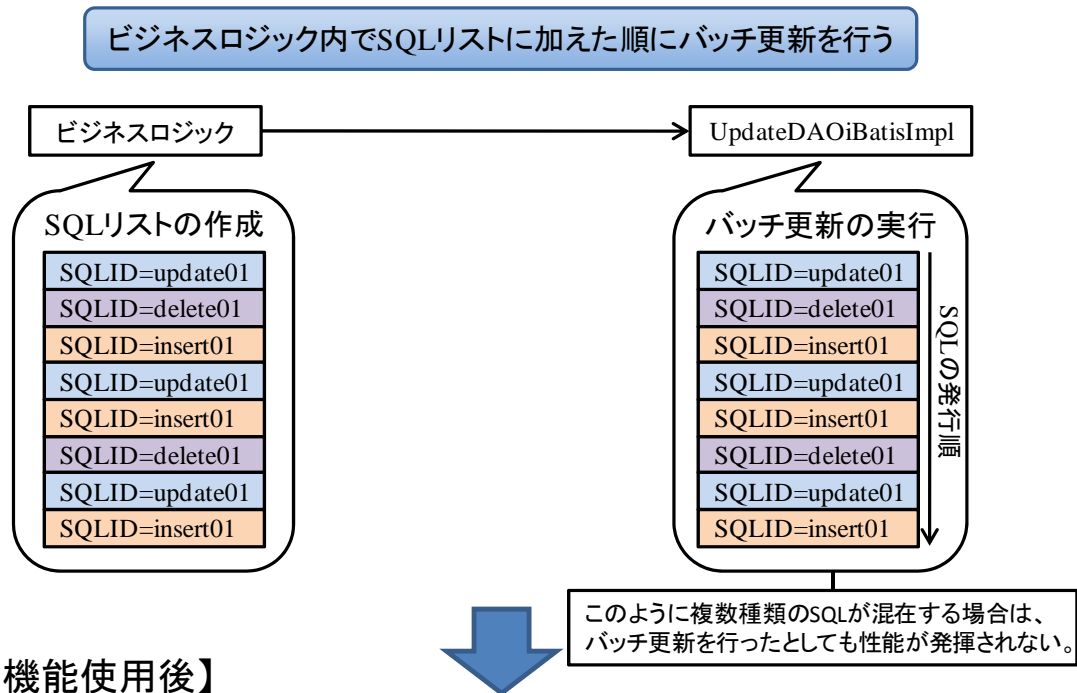 ビジネスロジック内でSQLリストに加えた順にバッチ更新を行う
ビジネスロジック
UpdateDAOiBatisImpl
SQLリストの作成
SQLID=update01
SQLID=delete01
SQLID=insert01
SQLID=update01
SQLID=insert01
SQLID=delete01
SQLID=update01
SQLID=insert01
バッチ更新の実行
SQLID=update01
SQLID=delete01
SQLID=insert01
SQLID=update01
SQLID=insert01
SQLID=delete01
SQLID=update01
SQLID=insert01
SQLの発行順
このように複数種類のSQLが混在する場合は、
バッチ更新を行ったとしても性能が発揮されない。
機能使用後】